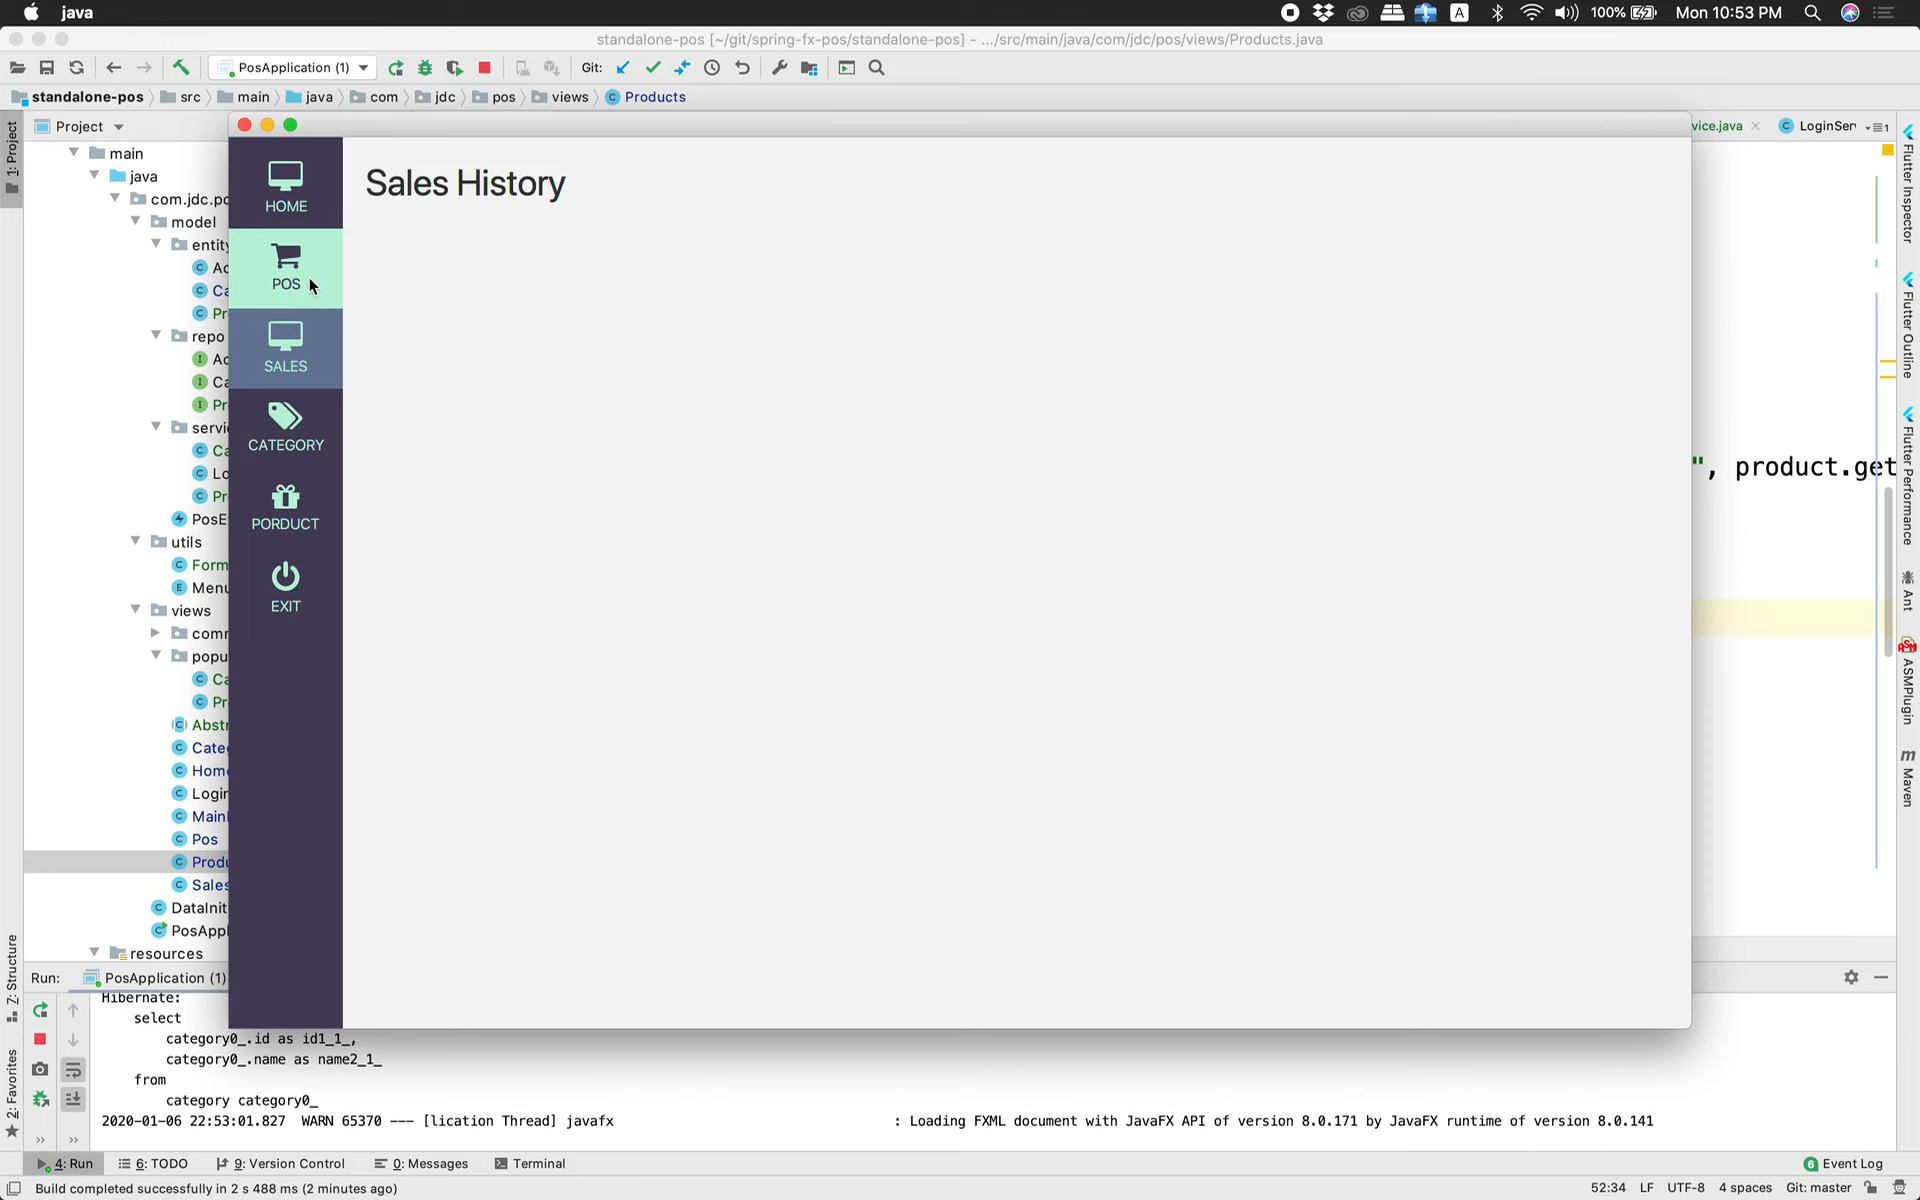 java
A
100%
Mon 10:53 PM
standalone-pos [~/git/spring-fx-pos/standalone-pos] - .../src/main/java/com/jdc/pos/views/Products.java
PosApplication (1)
Git:
standalone-pos
src
main
java
com
jdc
pos
views
Products
1: Project
Project
main
java
com.jdc.po
model
entity
Ac
Ca
Pr
repo
Ac
Ca
Pr
servi
Ca
Lo
Pr
PosE
utils
Form
Menu
views
comr
popu
Ca
Pr
Abstr
Cate
Home
Login
Main
Pos
Produ
Sales
DataInit
PosAppl
resources
HOME
POS
SALES
CATEGORY
PORDUCT
EXIT
Sales History
vice.java
LoginSer
", product.get
Flutter Inspector
Flutter Outline
Flutter Performance
Ant
ASMPlugin
Maven
Z: Structure
2: Favorites
Run:
PosApplication (1)
Hibernate:
select
category0_.id as id1_1_,
category0_.name as name2_1_
from
category category0_
2020-01-06 22:53:01.827 WARN 65370 --- [lication Thread] javafx : Loading FXML document with JavaFX API of version 8.0.171 by JavaFX runtime of version 8.0.141
4: Run
6: TODO
9: Version Control
0: Messages
Terminal
6 Event Log
Build completed successfully in 2 s 488 ms (2 minutes ago)
52:34
LF
UTF-8
4 spaces
Git: master